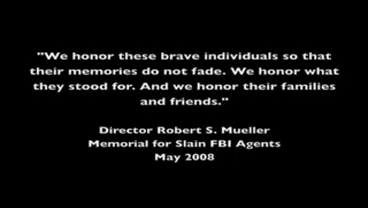 "We honor these brave individuals so that
their memories do not fade. We honor what
they stood for. And we honor their families
and friends."
Director Robert S. Mueller
Memorial for Slain FBI Agents
May 2008